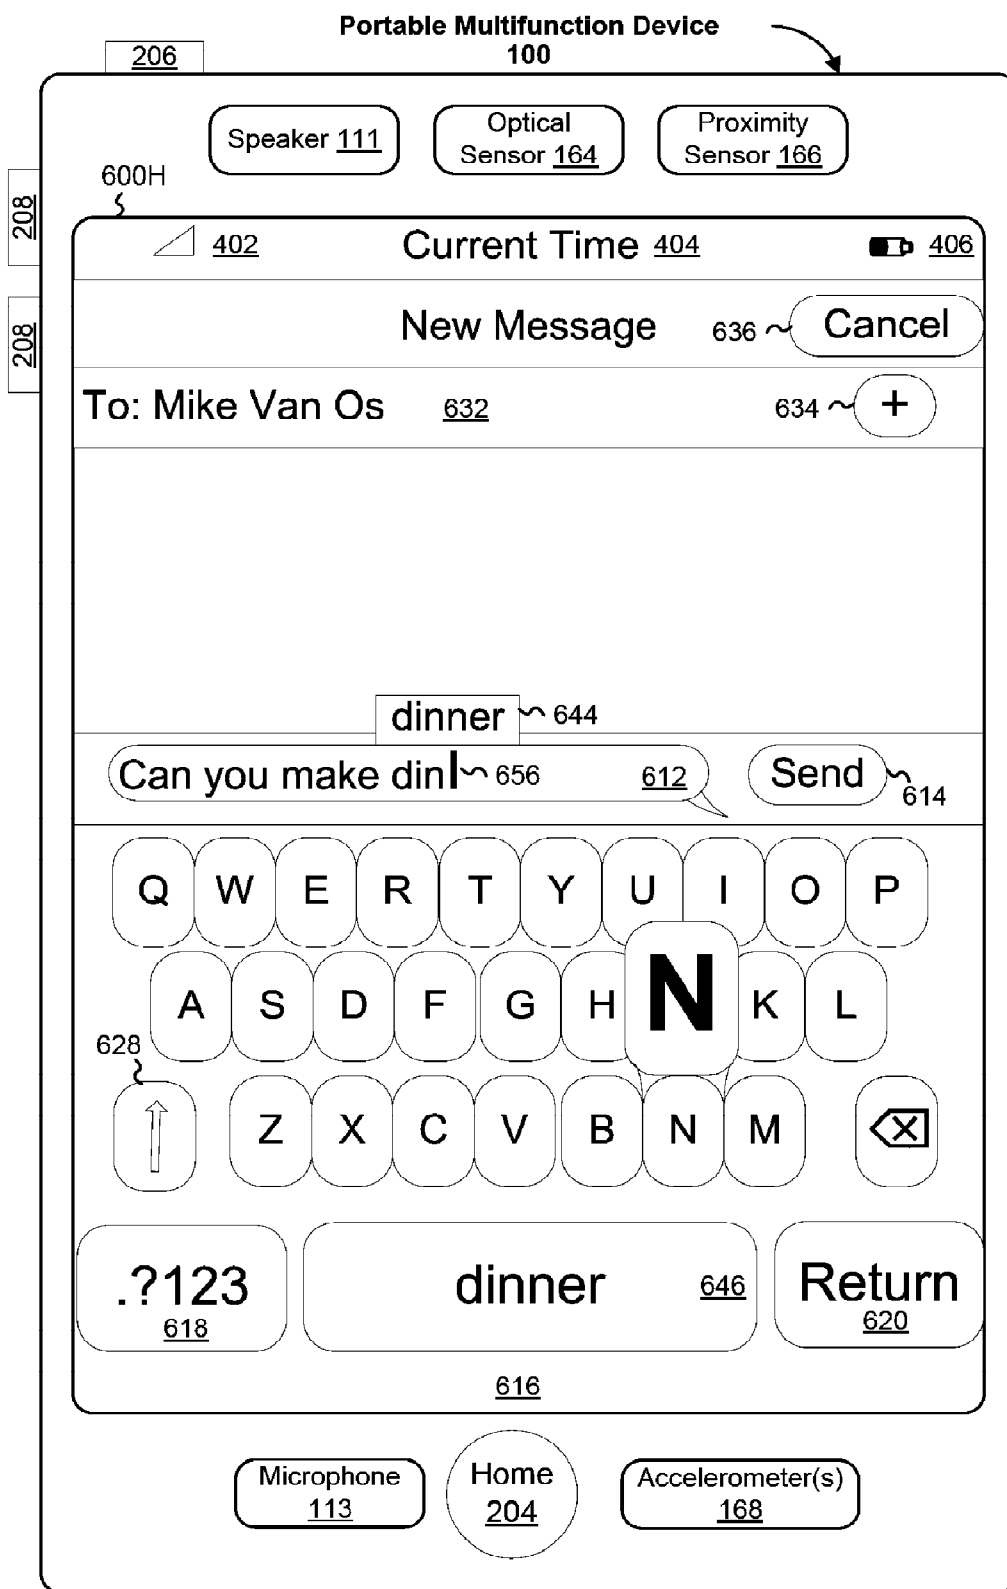 Portable Multifunction Device
100
206
Speaker 111
Optical
Sensor 164
Proximity
Sensor 166
600H
208
208
402
Current Time 404
406
New Message
636
Cancel
To: Mike Van Os
632
634
+
dinner
644
Can you make din
656
612
Send
614
Q W E R T Y U I O P
A S D F G H N K L
628
Z X C V B N M
.?123
618
dinner
646
Return
620
616
Microphone
113
Home
204
Accelerometer(s)
168